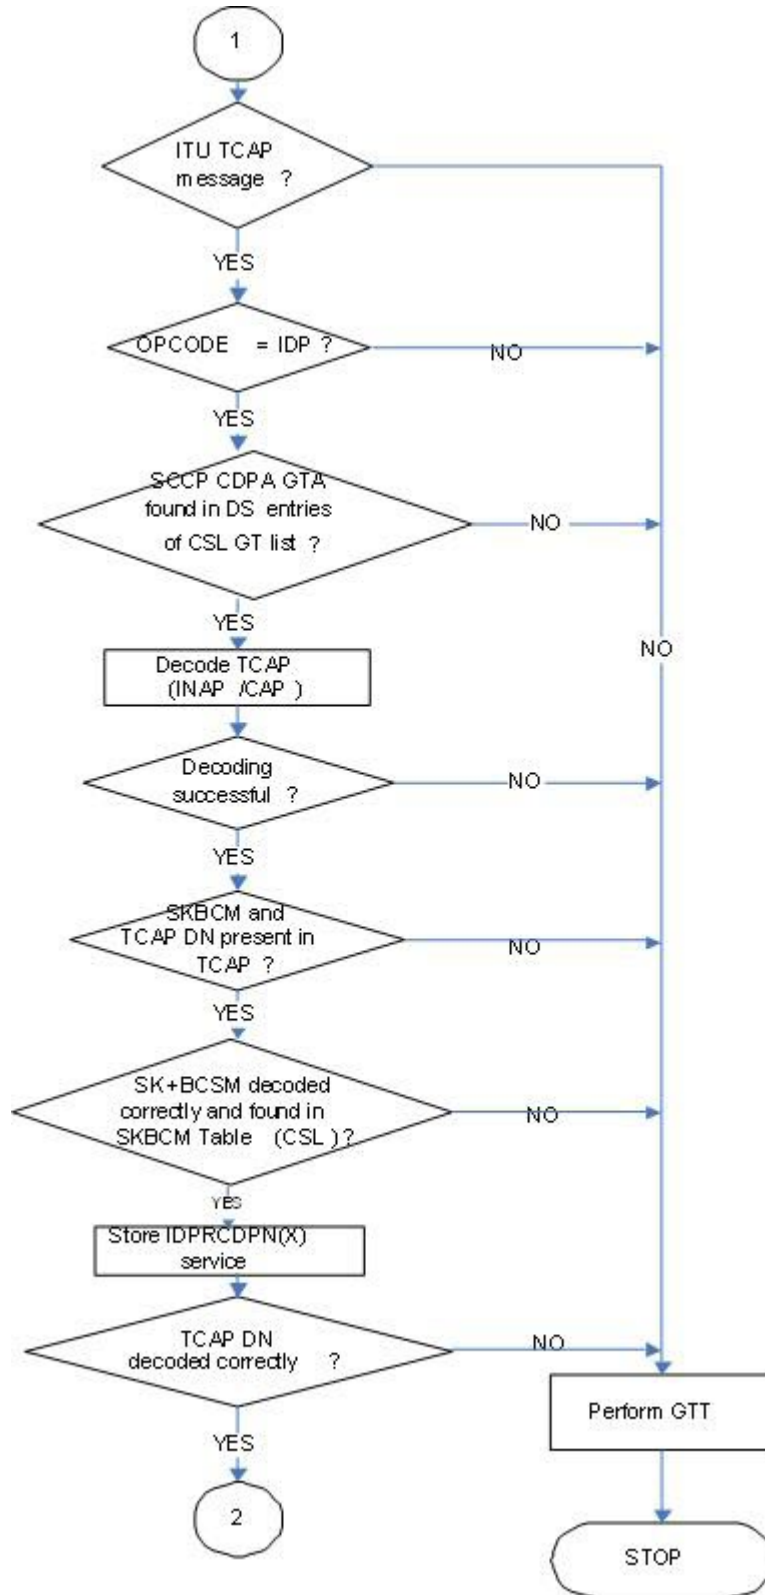 1
ITU TCAP
message ?
YES
OPCODE = IDP ?
NO
YES
SCCP CDPA GTA
found in DS entries
of CSL GT list ?
NO
YES
NO
Decode TCAP
(INAP /CAP )
Decoding
successful ?
NO
YES
SKBCM and
TCAP DN present in
TCAP ?
NO
YES
SK+BCSM decoded
correctly and found in
SKBCM Table (CSL )?
NO
YES
Store IDPRCDPN(X)
service
TCAP DN
decoded correctly ?
NO
Perform GTT
YES
2
STOP